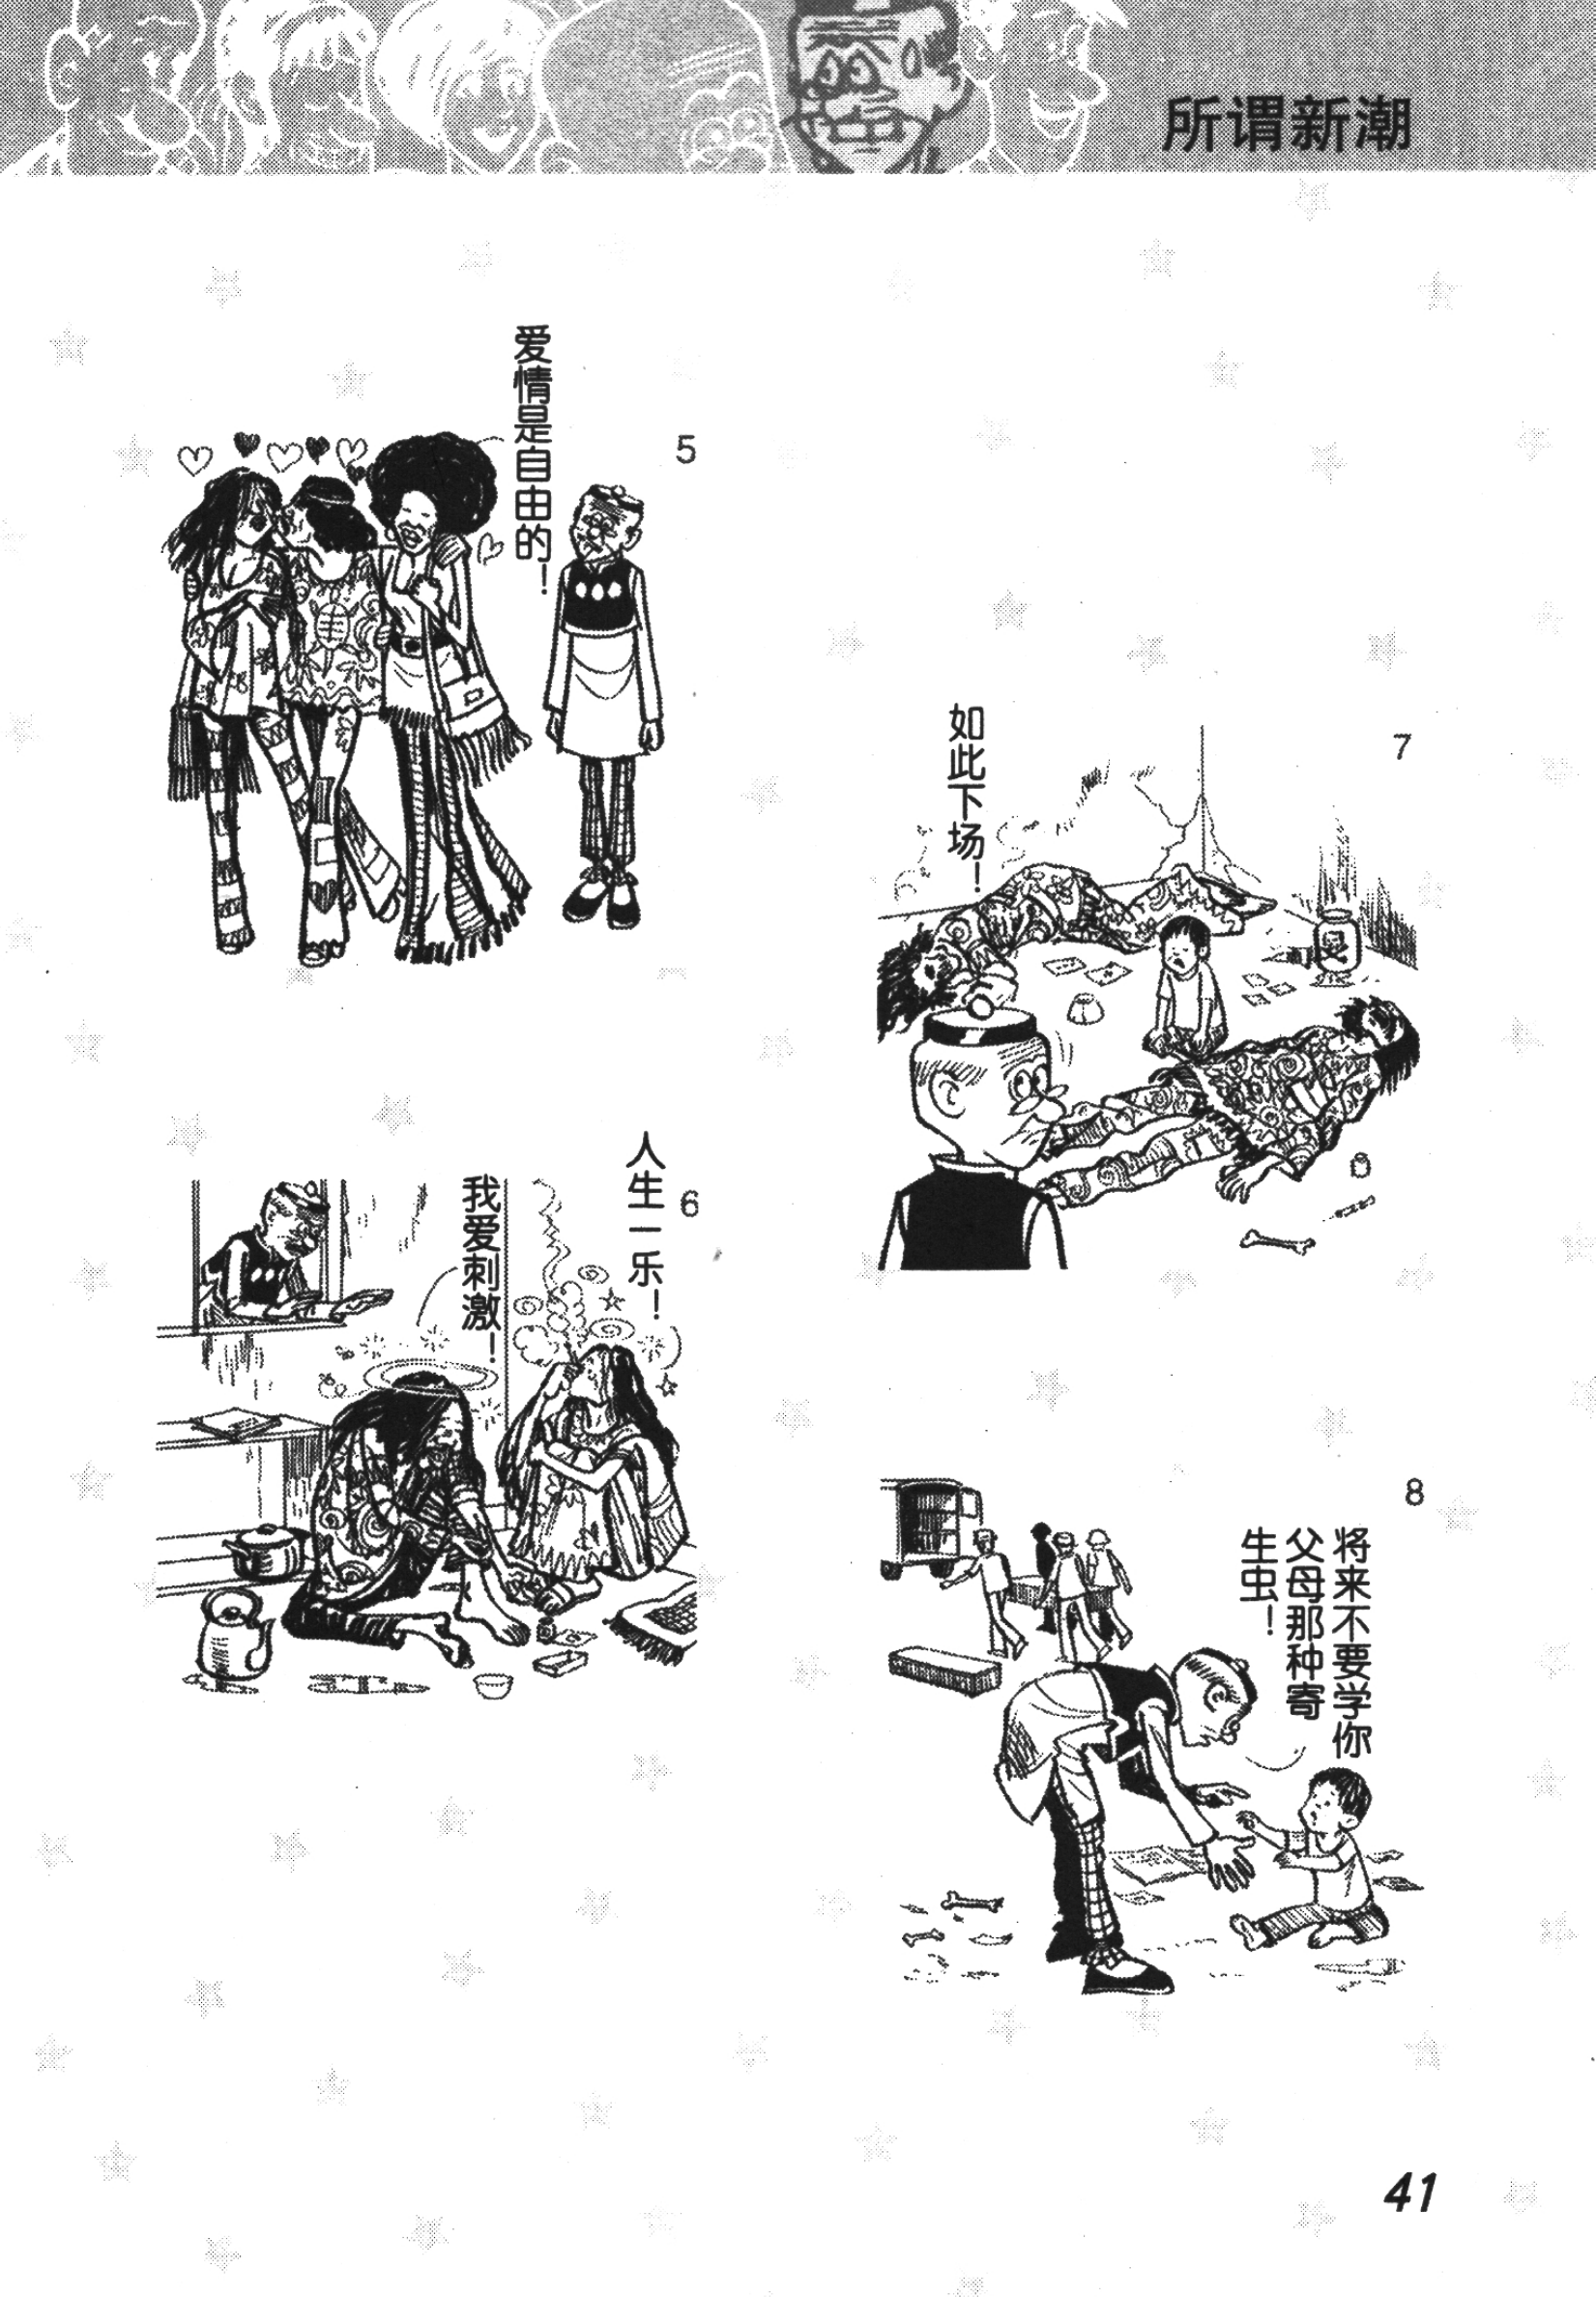 所谓新潮
5
爱情是自由的！
6
人生一乐！
我爱刺激！
7
如此下场！
8
将来不要学你
父母那种寄
生虫！
41